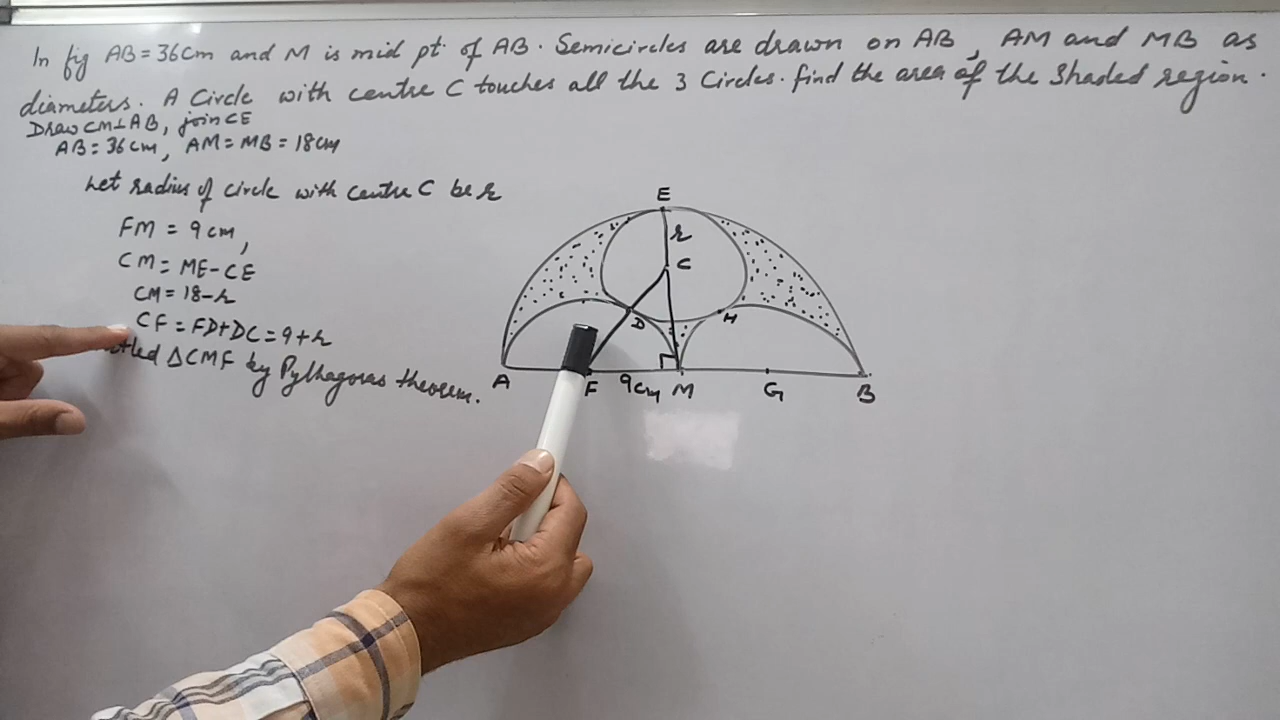 In fig AB = 36cm and M is mid pt. of AB. Semicircles are drawn on AB, AM and MB as
diameters. A Circle with centre C touches all the 3 Circles. find the area of the shaded region.
Draw CM⊥AB, join CE
AB = 36cm, AM = MB = 18cm
Let radius of circle with centre C be r
FM = 9cm,
CM = ME-CE
CM = 18-r
CF = FD+DC = 9+r
△CMF by Pylhagoras theorem.
E
r
C
D
H
A
F
9cm
M
G
B